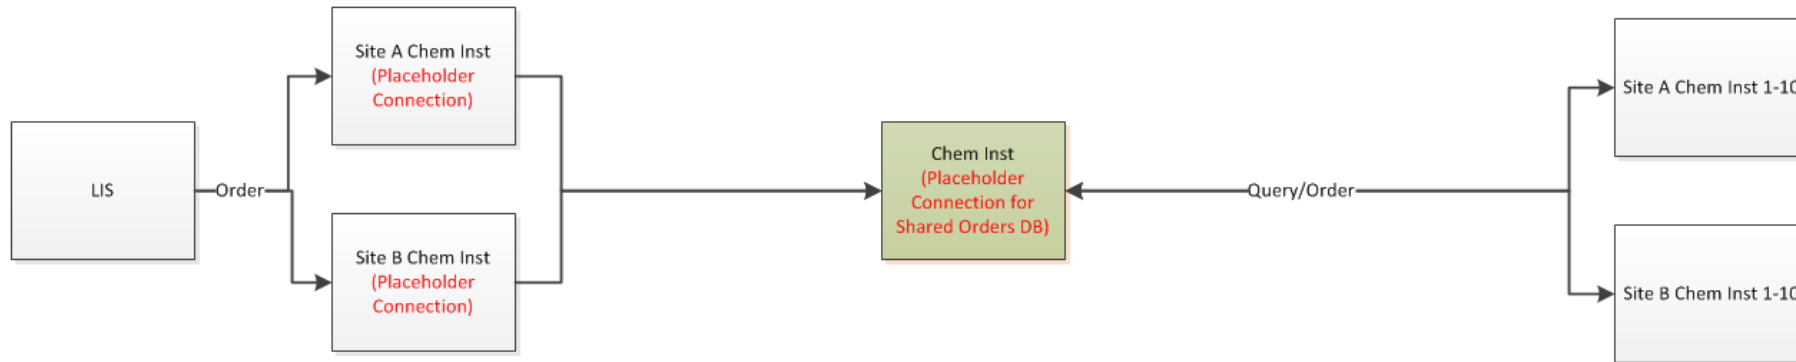 Site A Chem Inst
(Placeholder
Connection)
LIS
Order
Site B Chem Inst
(Placeholder
Connection)
Chem Inst
(Placeholder
Connection for
Shared Orders DB)
Query/Order
Site A Chem Inst 1-10
Site B Chem Inst 1-10